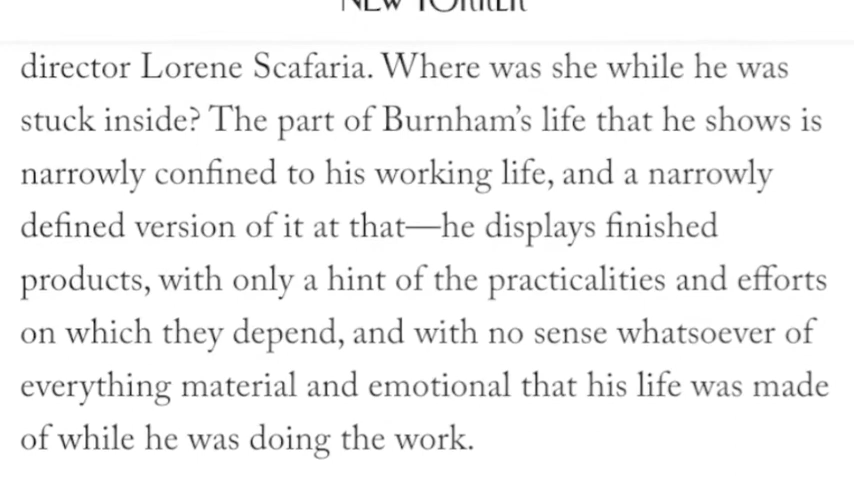 NEW YORKER
director Lorene Scafaria. Where was she while he was
stuck inside? The part of Burnham’s life that he shows is
narrowly confined to his working life, and a narrowly
defined version of it at that—he displays finished
products, with only a hint of the practicalities and efforts
on which they depend, and with no sense whatsoever of
everything material and emotional that his life was made
of while he was doing the work.